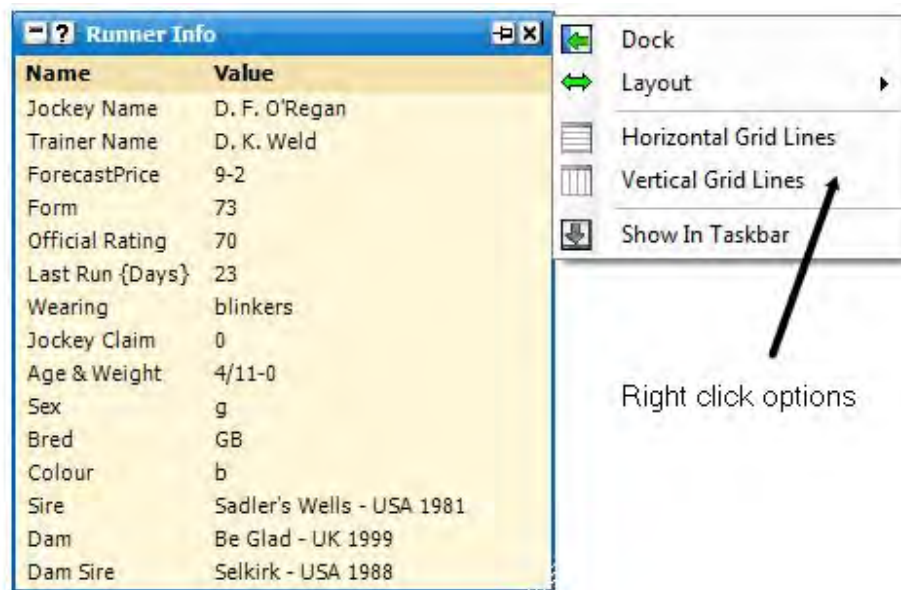 Runner Info
Name Value
Jockey Name D. F. O'Regan
Trainer Name D. K. Weld
ForecastPrice 9-2
Form 73
Official Rating 70
Last Run {Days} 23
Wearing blinkers
Jockey Claim 0
Age & Weight 4/11-0
Sex g
Bred GB
Colour b
Sire Sadler's Wells - USA 1981
Dam Be Glad - UK 1999
Dam Sire Selkirk - USA 1988
Dock
Layout
Horizontal Grid Lines
Vertical Grid Lines
Show In Taskbar
Right click options